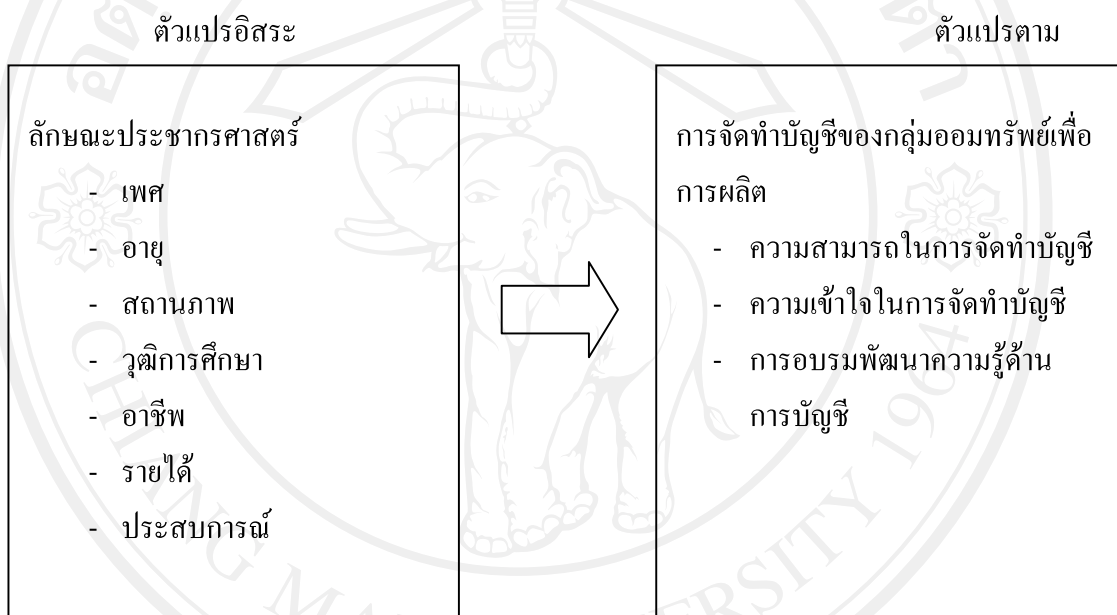 ตัวแปรอิสระ
ตัวแปรตาม
ลักษณะประชากรศาสตร์
- เพศ
- อายุ
- สถานภาพ
- วุฒิการศึกษา
- อาชีพ
- รายได้
- ประสบการณ์
การจัดทำบัญชีของกลุ่มออมทรัพย์เพื่อ
การผลิต
- ความสามารถในการจัดทำบัญชี
- ความเข้าใจในการจัดทำบัญชี
- การอบรมพัฒนาความรู้ด้าน
การบัญชี